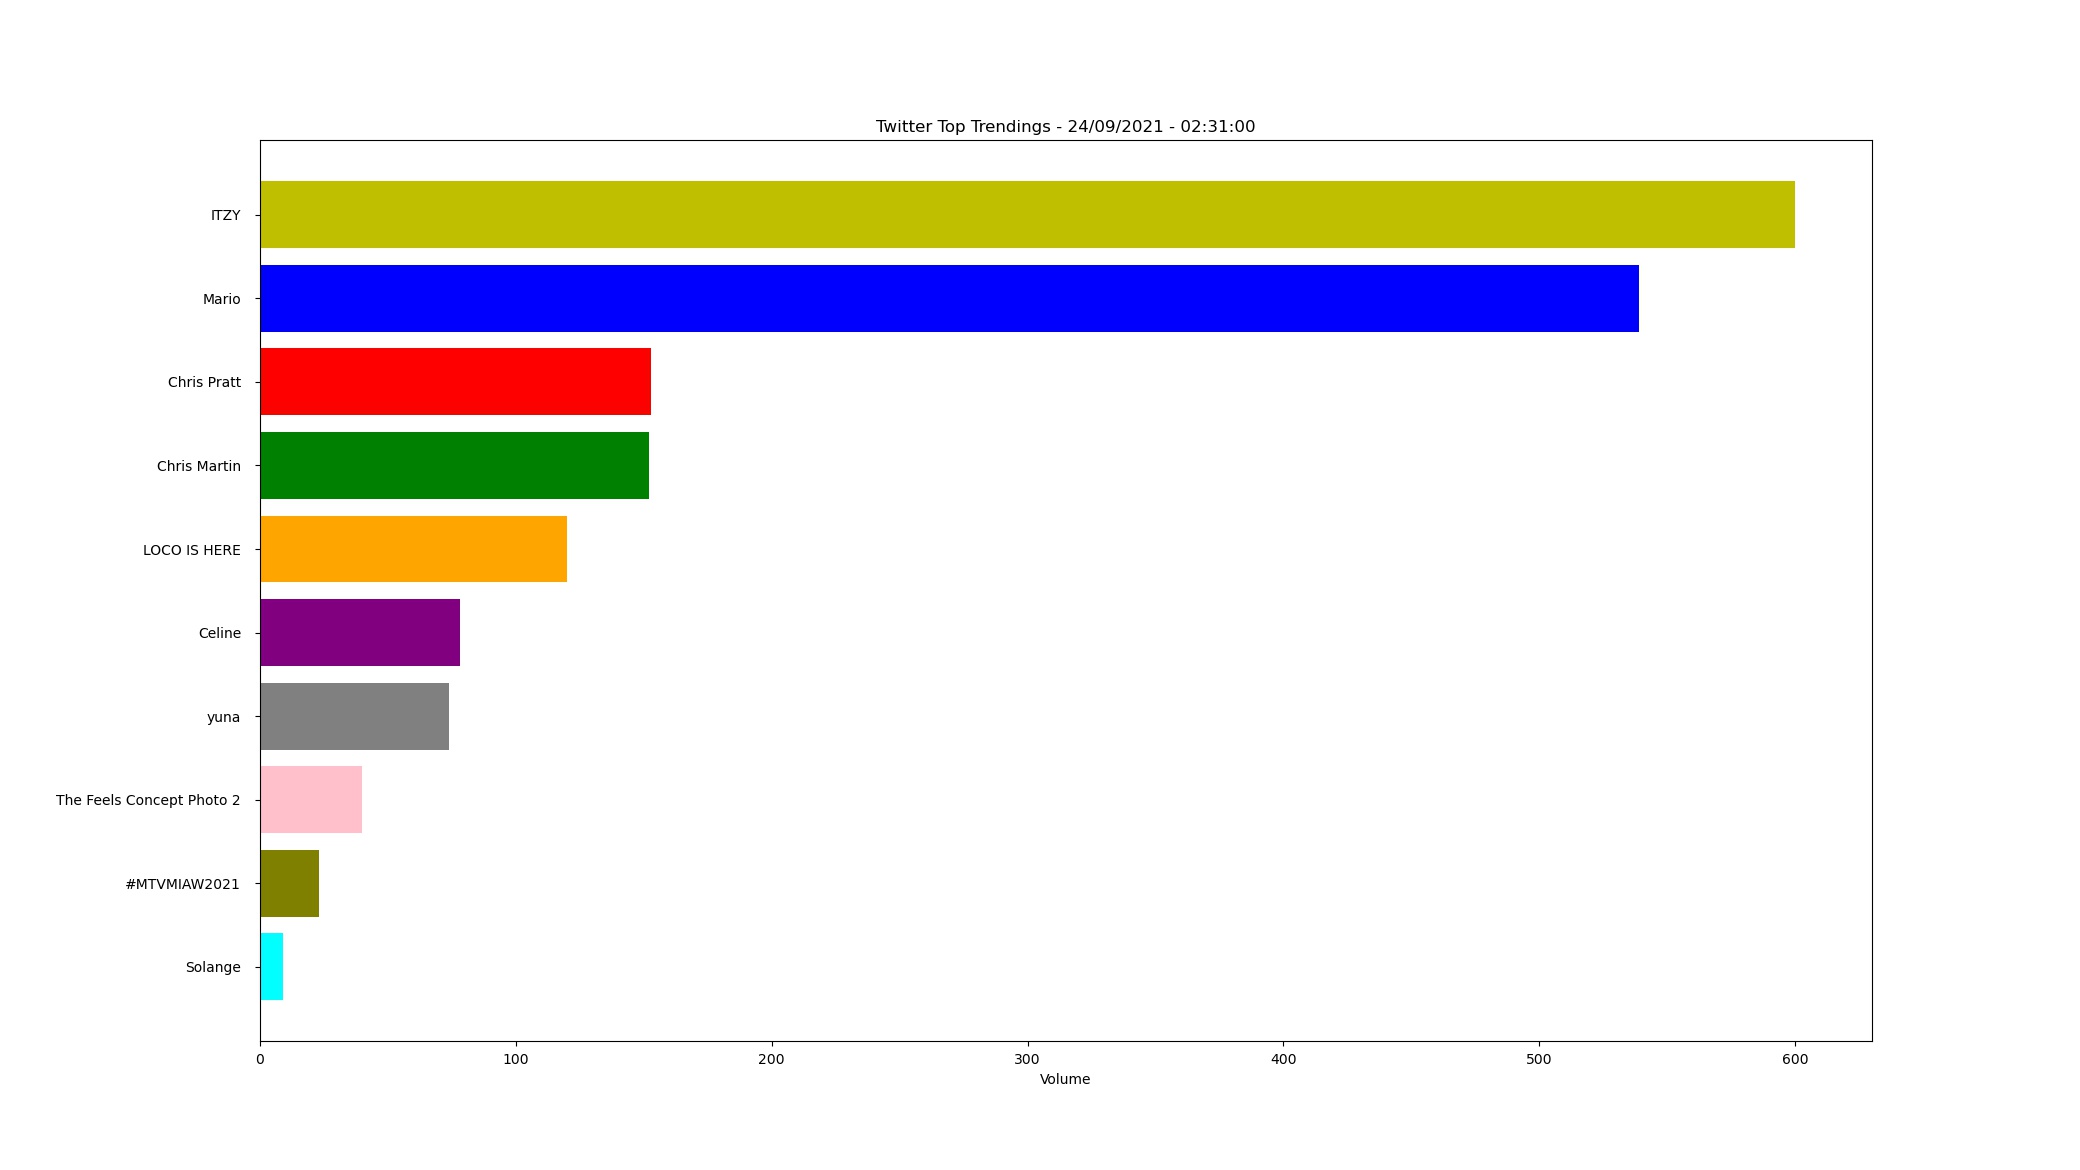 Twitter Top Trendings - 24/09/2021 - 02:31:00
ITZY
Mario
Chris Pratt
Chris Martin
LOCO IS HERE
Celine
yuna
The Feels Concept Photo 2
#MTVMIAW2021
Solange
0 100 200 300 400 500 600
Volume